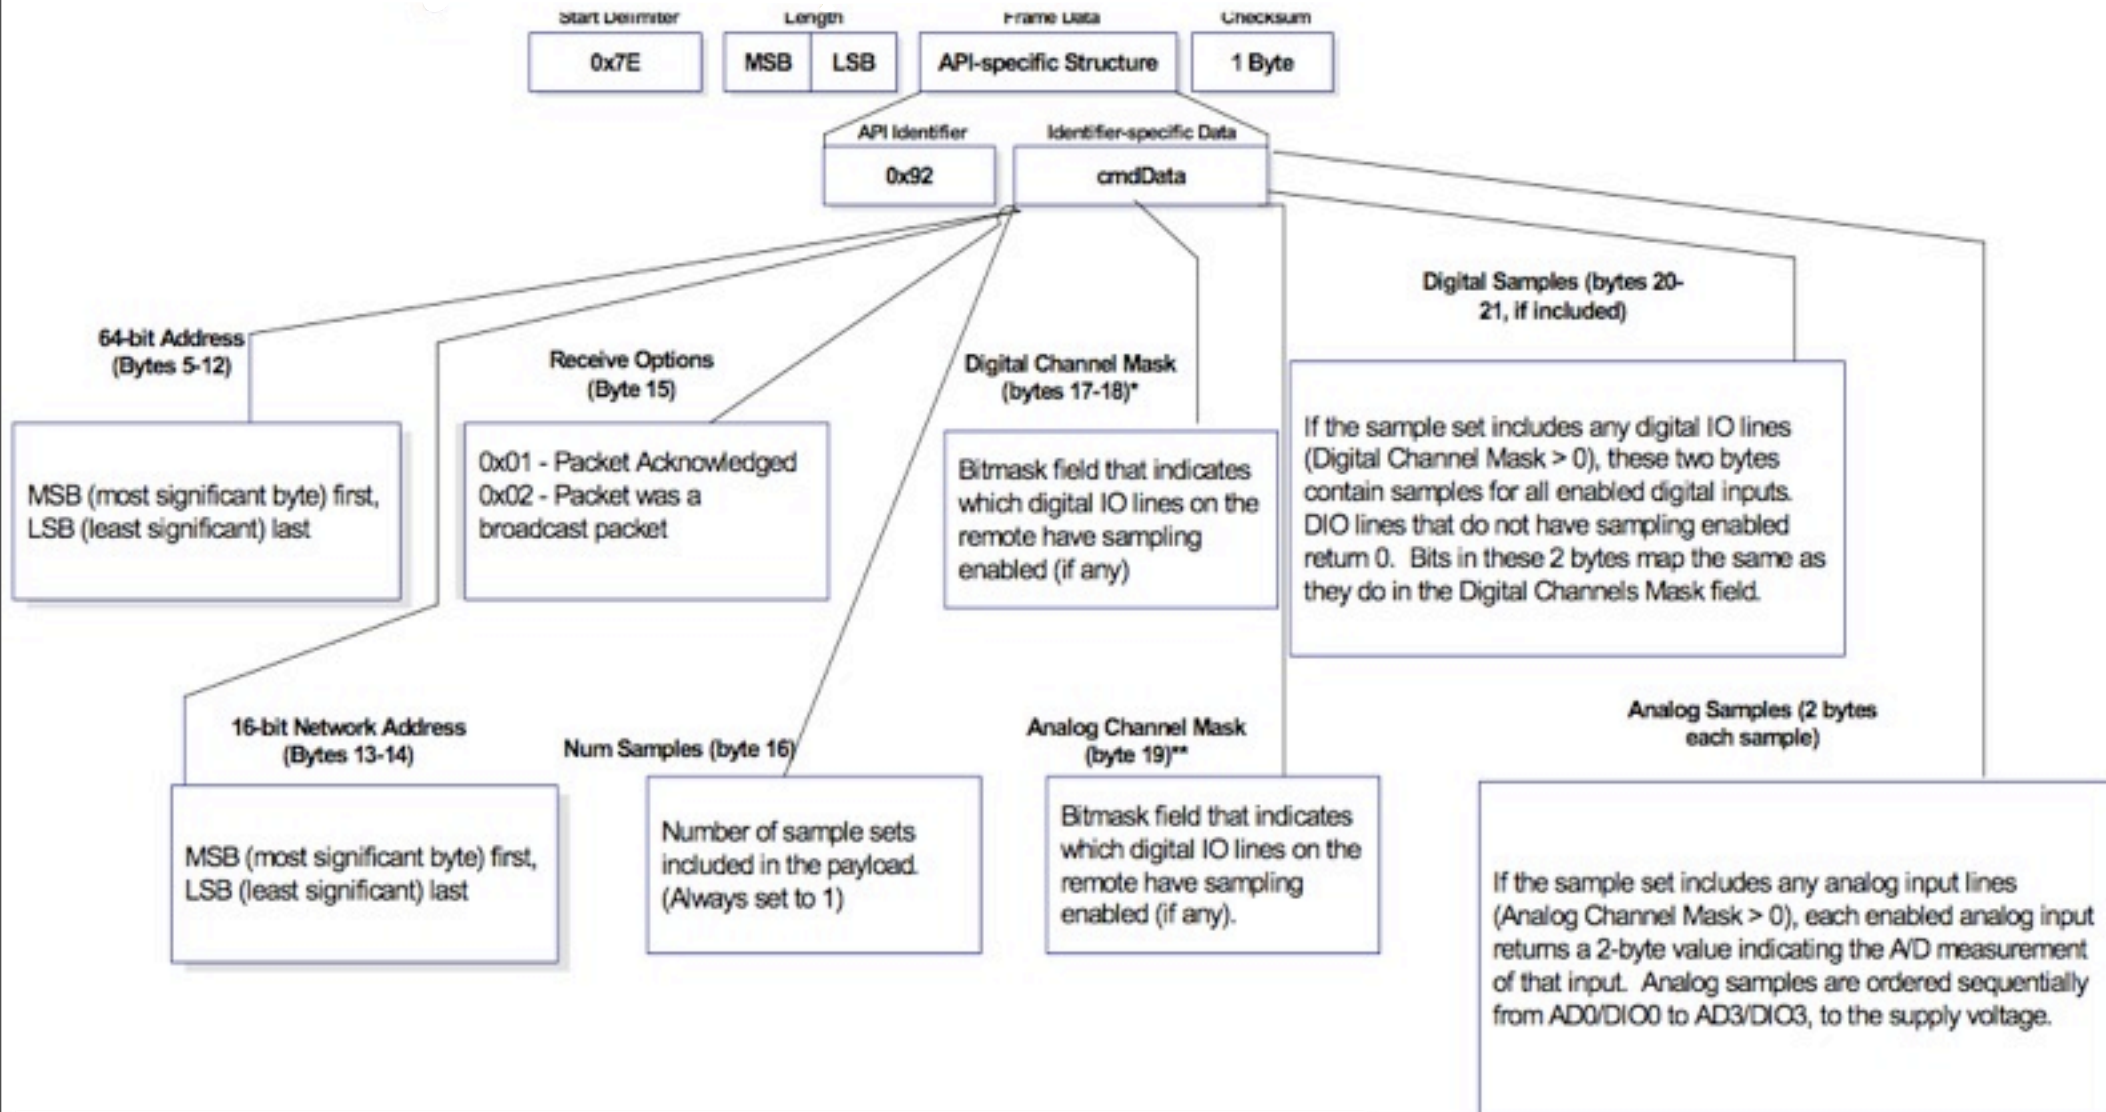 Start Delimiter
Length
Frame Data
Checksum
0x7E
MSB
LSB
API-specific Structure
1 Byte
API Identifier
Identifier-specific Data
0x92
cmdData
64-bit Address
(Bytes 5-12)
MSB (most significant byte) first,
LSB (least significant) last
Receive Options
(Byte 15)
0x01 - Packet Acknowledged
0x02 - Packet was a
broadcast packet
Digital Channel Mask
(bytes 17-18)*
Bitmask field that indicates
which digital IO lines on the
remote have sampling
enabled (if any)
Digital Samples (bytes 20-
21, if included)
If the sample set includes any digital IO lines
(Digital Channel Mask > 0), these two bytes
contain samples for all enabled digital inputs.
DIO lines that do not have sampling enabled
return 0. Bits in these 2 bytes map the same as
they do in the Digital Channels Mask field.
16-bit Network Address
(Bytes 13-14)
MSB (most significant byte) first,
LSB (least significant) last
Num Samples (byte 16)
Number of sample sets
included in the payload.
(Always set to 1)
Analog Channel Mask
(byte 19)**
Bitmask field that indicates
which digital IO lines on the
remote have sampling
enabled (if any).
Analog Samples (2 bytes
each sample)
If the sample set includes any analog input lines
(Analog Channel Mask > 0), each enabled analog input
returns a 2-byte value indicating the A/D measurement
of that input. Analog samples are ordered sequentially
from AD0/DIO0 to AD3/DIO3, to the supply voltage.